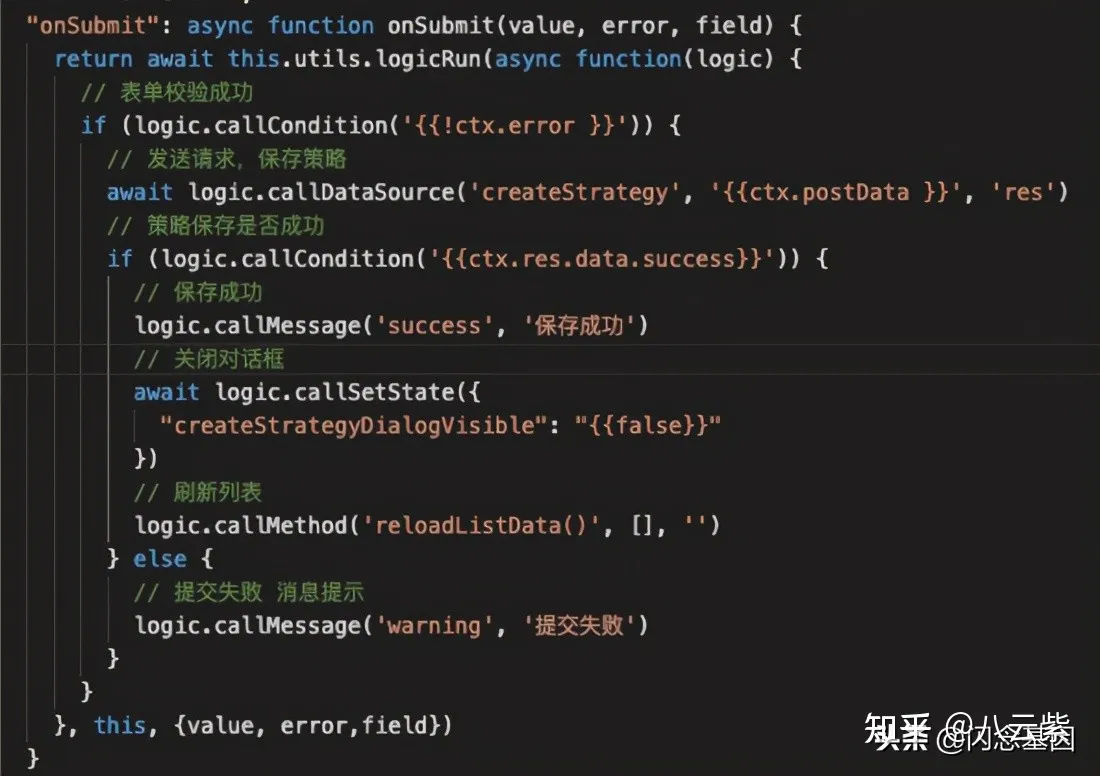 "onSubmit": async function onSubmit(value, error, field) {
return await this.utils.logicRun(async function(logic) {
// 表单校验成功
if (logic.callCondition('{{!ctx.error }}')) {
// 发送请求，保存策略
await logic.callDataSource('createStrategy', '{{ctx.postData }}', 'res')
// 策略保存是否成功
if (logic.callCondition('{{ctx.res.data.success}}')) {
// 保存成功
logic.callMessage('success', '保存成功')
// 关闭对话框
await logic.callSetState({
"createStrategyDialogVisible": "{{false}}"
})
// 刷新列表
logic.callMethod('reloadListData()', [], '')
} else {
// 提交失败 消息提示
logic.callMessage('warning', '提交失败')
}
}
}, this, {value, error,field})
}
知乎 @八云紫
头条 @闪念基因